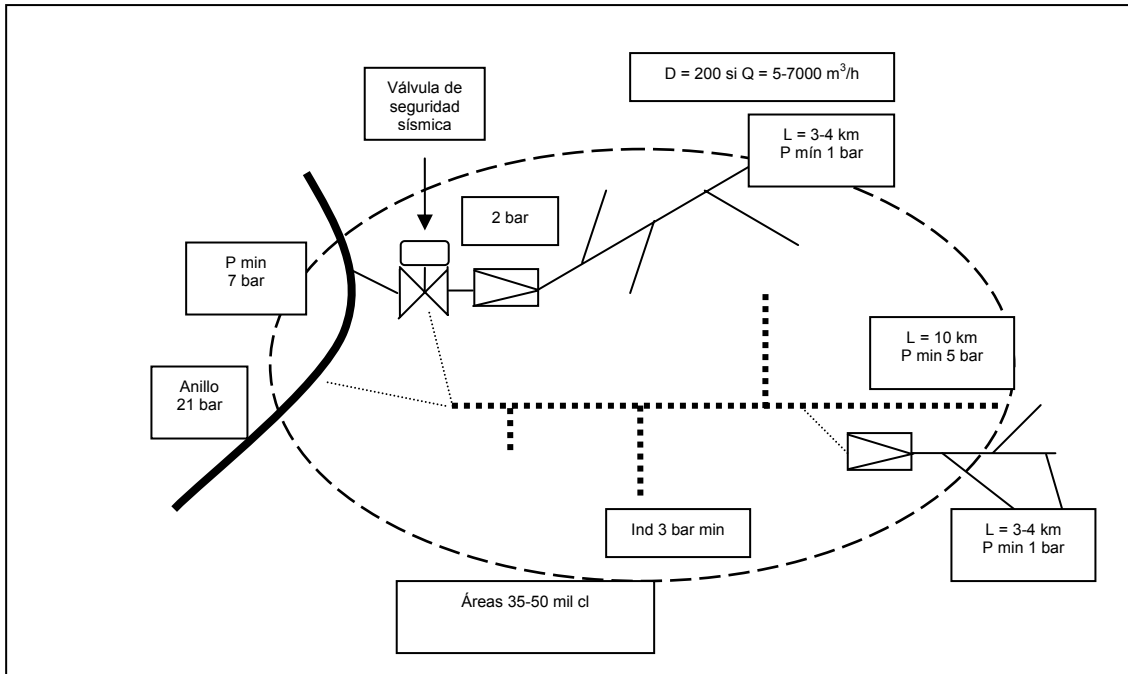 D = 200 si Q = 5-7000 m³/h
Válvula de
seguridad
sísmica
L = 3-4 km
P mín 1 bar
2 bar
P min
7 bar
L = 10 km
P min 5 bar
Anillo
21 bar
Ind 3 bar min
L = 3-4 km
P min 1 bar
Áreas 35-50 mil cl